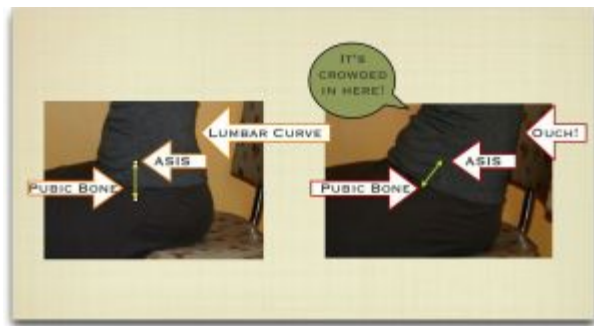 IT'S
CROWDED
IN HERE!
LUMBAR CURVE
ASIS
PUBIC BONE
OUCH!
ASIS
PUBIC BONE